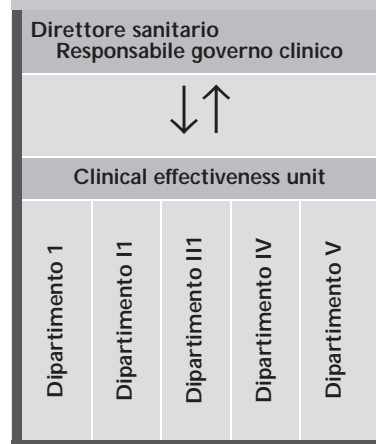 Direttore sanitario
Responsabile governo clinico
Clinical effectiveness unit
Dipartimento 1
Dipartimento I1
Dipartimento II1
Dipartimento IV
Dipartimento V